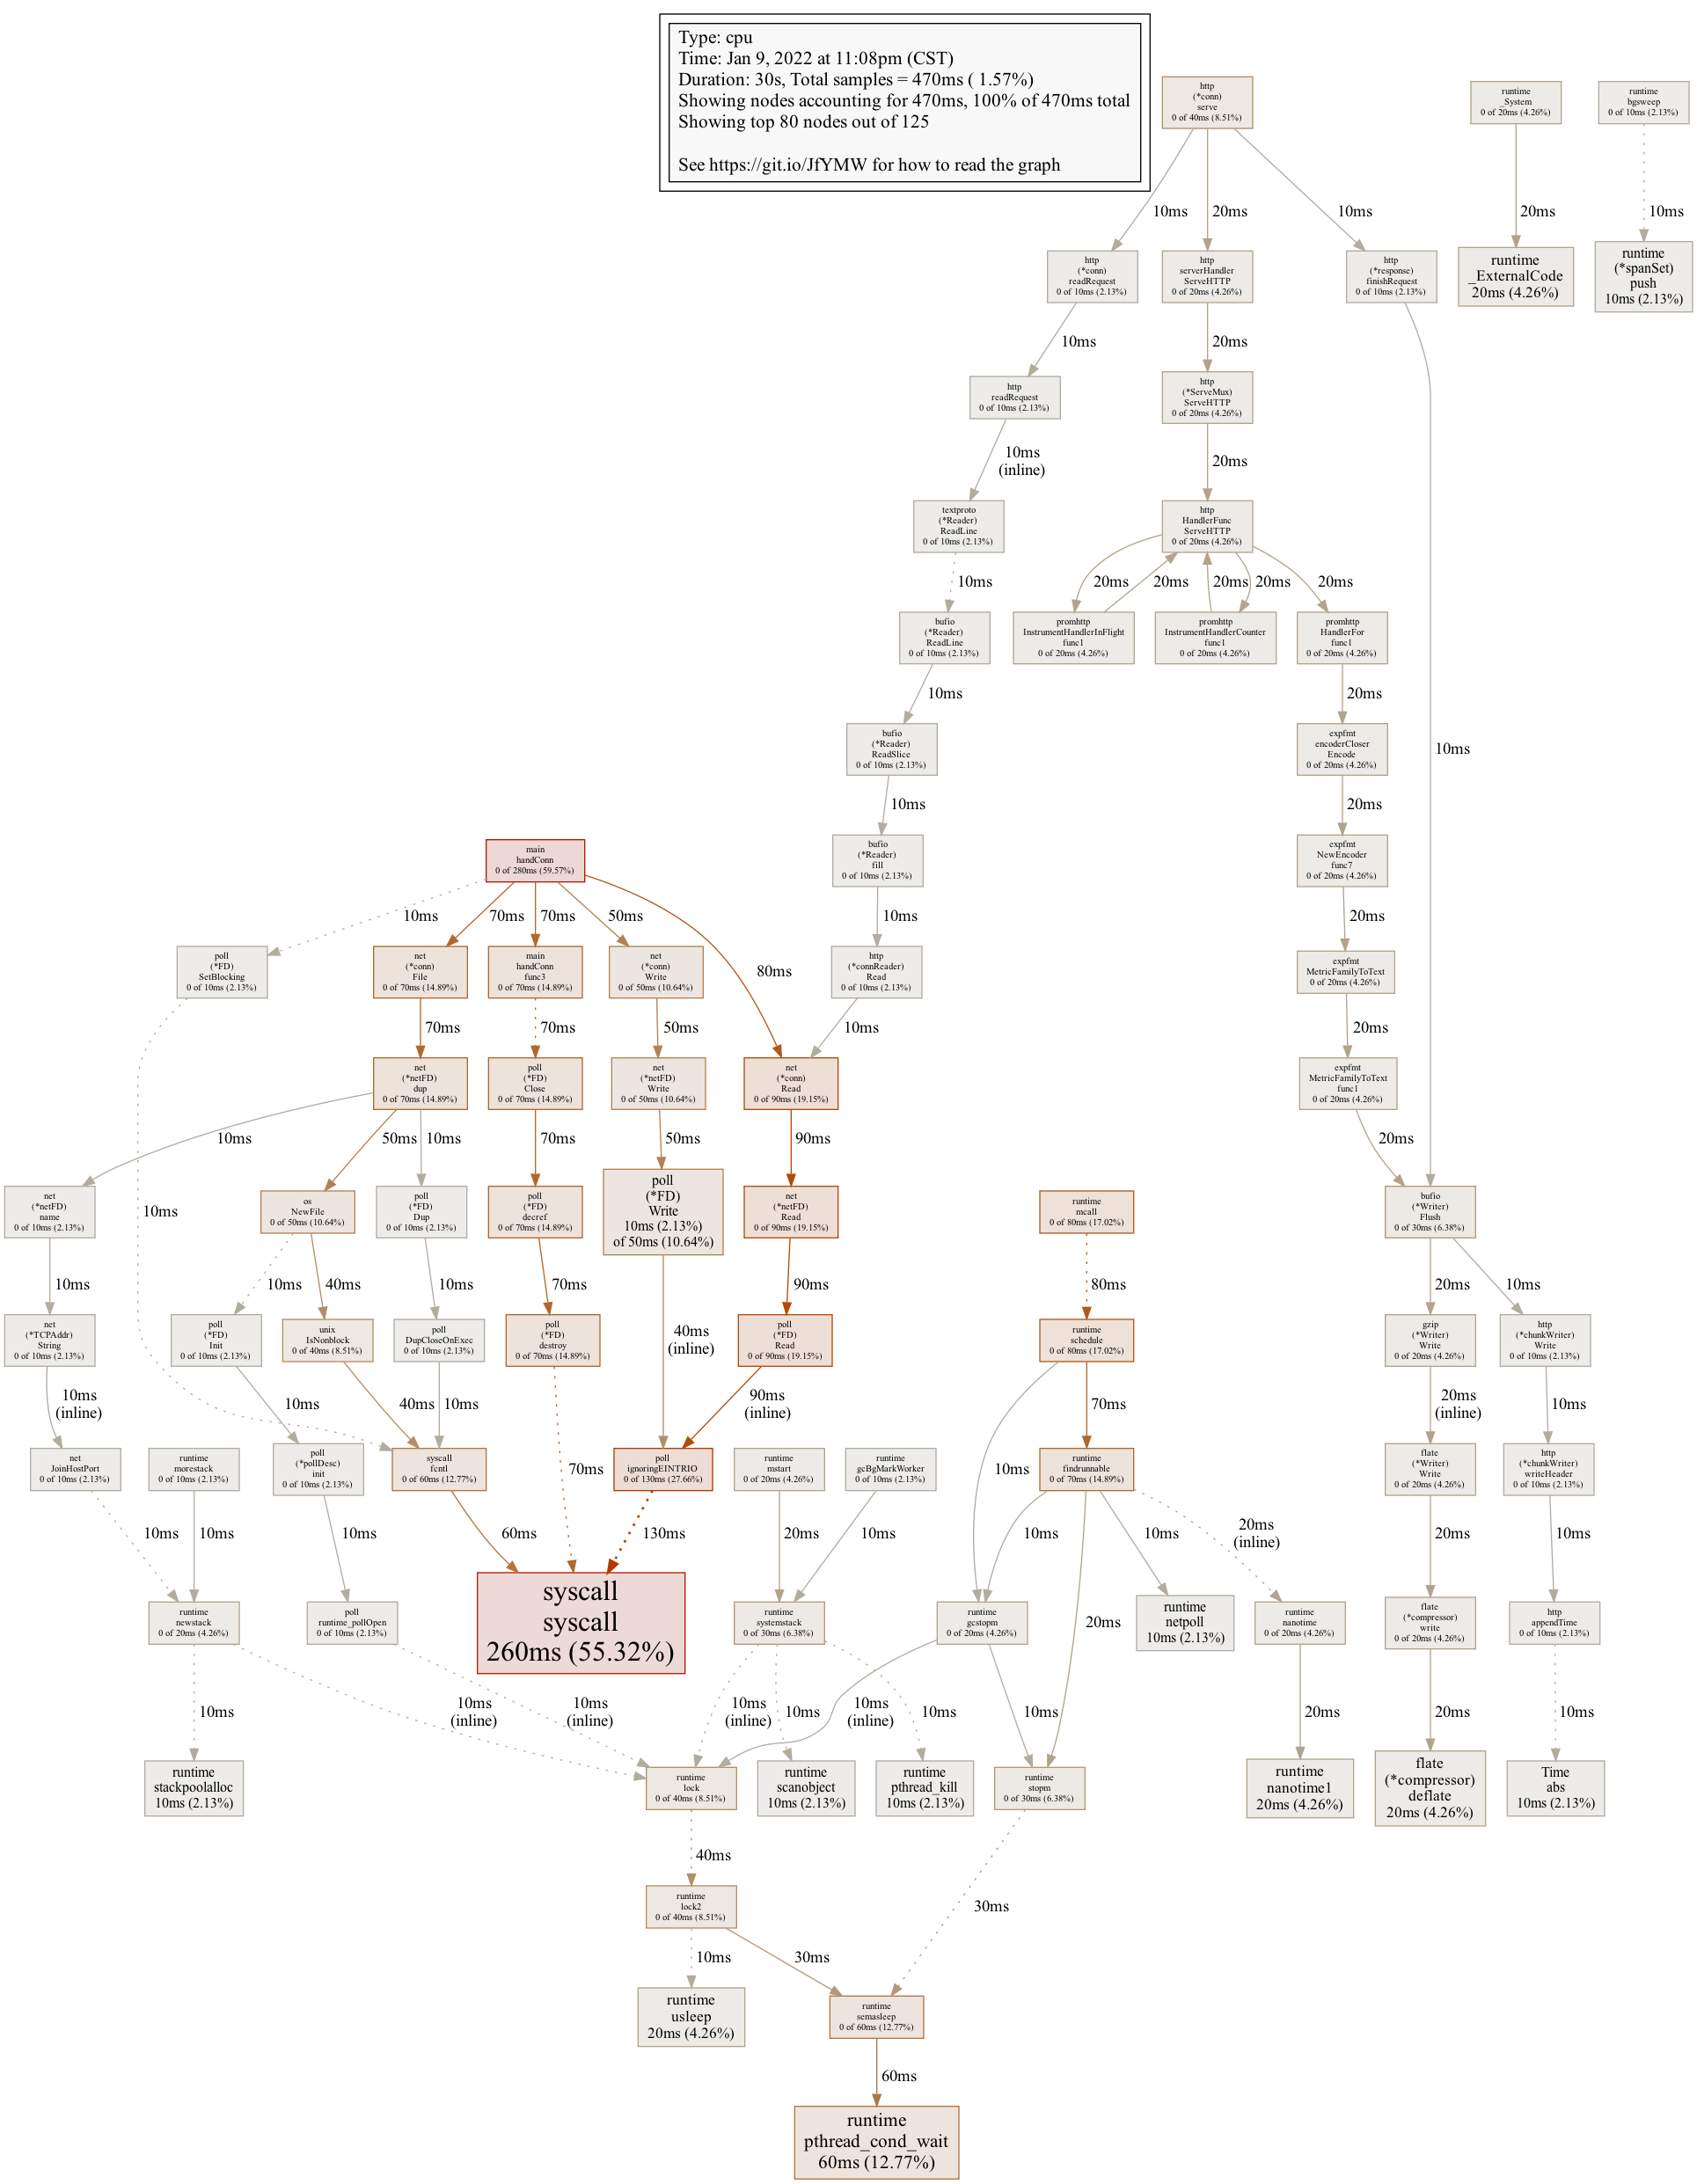 Type: cpu
Time: Jan 9, 2022 at 11:08pm (CST)
Duration: 30s, Total samples = 470ms ( 1.57%)
Showing nodes accounting for 470ms, 100% of 470ms total
Showing top 80 nodes out of 125
See https://git.io/JfYMW for how to read the graph
http
(*conn)
serve
0 of 40ms (8.51%)
runtime
_System
0 of 20ms (4.26%)
runtime
bgsweep
0 of 10ms (2.13%)
10ms
20ms
10ms
20ms
10ms
http
(*conn)
readRequest
0 of 10ms (2.13%)
http
serverHandler
ServeHTTP
0 of 20ms (4.26%)
http
(*response)
finishRequest
0 of 10ms (2.13%)
runtime
_ExternalCode
20ms (4.26%)
runtime
(*spanSet)
push
10ms (2.13%)
10ms
20ms
http
readRequest
0 of 10ms (2.13%)
http
(*ServeMux)
ServeHTTP
0 of 20ms (4.26%)
10ms
(inline)
20ms
textproto
(*Reader)
ReadLine
0 of 10ms (2.13%)
http
HandlerFunc
ServeHTTP
0 of 20ms (4.26%)
10ms
20ms
20ms
20ms
20ms
20ms
bufio
(*Reader)
ReadLine
0 of 10ms (2.13%)
promhttp
InstrumentHandlerInFlight
func1
0 of 20ms (4.26%)
promhttp
InstrumentHandlerCounter
func1
0 of 20ms (4.26%)
promhttp
HandlerFor
func1
0 of 20ms (4.26%)
10ms
20ms
bufio
(*Reader)
ReadSlice
0 of 10ms (2.13%)
expfmt
encoderCloser
Encode
0 of 20ms (4.26%)
10ms
10ms
20ms
main
handConn
0 of 280ms (59.57%)
bufio
(*Reader)
fill
0 of 10ms (2.13%)
expfmt
NewEncoder
func7
0 of 20ms (4.26%)
10ms
70ms
70ms
50ms
80ms
10ms
20ms
poll
(*FD)
SetBlocking
0 of 10ms (2.13%)
net
(*conn)
File
0 of 70ms (14.89%)
main
handConn
func3
0 of 70ms (14.89%)
net
(*conn)
Write
0 of 50ms (10.64%)
http
(*connReader)
Read
0 of 10ms (2.13%)
expfmt
MetricFamilyToText
0 of 20ms (4.26%)
70ms
70ms
50ms
10ms
20ms
net
(*netFD)
dup
0 of 70ms (14.89%)
poll
(*FD)
Close
0 of 70ms (14.89%)
net
(*netFD)
Write
0 of 50ms (10.64%)
net
(*conn)
Read
0 of 90ms (19.15%)
expfmt
MetricFamilyToText
func1
0 of 20ms (4.26%)
10ms
50ms
10ms
70ms
50ms
90ms
20ms
net
(*netFD)
name
0 of 10ms (2.13%)
10ms
os
NewFile
0 of 50ms (10.64%)
poll
(*FD)
Dup
0 of 10ms (2.13%)
poll
(*FD)
decref
0 of 70ms (14.89%)
poll
(*FD)
Write
10ms (2.13%)
of 50ms (10.64%)
net
(*netFD)
Read
0 of 90ms (19.15%)
runtime
mcall
0 of 80ms (17.02%)
bufio
(*Writer)
Flush
0 of 30ms (6.38%)
10ms
10ms
40ms
10ms
70ms
90ms
80ms
20ms
10ms
net
(*TCPAddr)
String
0 of 10ms (2.13%)
poll
(*FD)
Init
0 of 10ms (2.13%)
unix
IsNonblock
0 of 40ms (8.51%)
poll
DupCloseOnExec
0 of 10ms (2.13%)
poll
(*FD)
destroy
0 of 70ms (14.89%)
40ms
(inline)
poll
(*FD)
Read
0 of 90ms (19.15%)
runtime
schedule
0 of 80ms (17.02%)
gzip
(*Writer)
Write
0 of 20ms (4.26%)
http
(*chunkWriter)
Write
0 of 10ms (2.13%)
10ms
(inline)
10ms
40ms
10ms
90ms
(inline)
70ms
20ms
(inline)
10ms
net
JoinHostPort
0 of 10ms (2.13%)
runtime
morestack
0 of 10ms (2.13%)
poll
(*pollDesc)
init
0 of 10ms (2.13%)
syscall
fcntl
0 of 60ms (12.77%)
70ms
poll
ignoringEINTRIO
0 of 130ms (27.66%)
runtime
mstart
0 of 20ms (4.26%)
runtime
gcBgMarkWorker
0 of 10ms (2.13%)
10ms
runtime
findrunnable
0 of 70ms (14.89%)
flate
(*Writer)
Write
0 of 20ms (4.26%)
http
(*chunkWriter)
writeHeader
0 of 10ms (2.13%)
10ms
10ms
10ms
60ms
130ms
20ms
10ms
10ms
10ms
20ms
(inline)
20ms
10ms
runtime
newstack
0 of 20ms (4.26%)
poll
runtime_pollOpen
0 of 10ms (2.13%)
syscall
syscall
260ms (55.32%)
runtime
systemstack
0 of 30ms (6.38%)
runtime
gcstopm
0 of 20ms (4.26%)
20ms
runtime
netpoll
10ms (2.13%)
runtime
nanotime
0 of 20ms (4.26%)
flate
(*compressor)
write
0 of 20ms (4.26%)
http
appendTime
0 of 10ms (2.13%)
10ms
10ms
(inline)
10ms
(inline)
10ms
(inline)
10ms
10ms
(inline)
10ms
10ms
20ms
20ms
10ms
runtime
stackpoolalloc
10ms (2.13%)
runtime
lock
0 of 40ms (8.51%)
runtime
scanobject
10ms (2.13%)
runtime
pthread_kill
10ms (2.13%)
runtime
stopm
0 of 30ms (6.38%)
runtime
nanotime1
20ms (4.26%)
flate
(*compressor)
deflate
20ms (4.26%)
Time
abs
10ms (2.13%)
40ms
30ms
runtime
lock2
0 of 40ms (8.51%)
10ms
30ms
runtime
usleep
20ms (4.26%)
runtime
semasleep
0 of 60ms (12.77%)
60ms
runtime
pthread_cond_wait
60ms (12.77%)